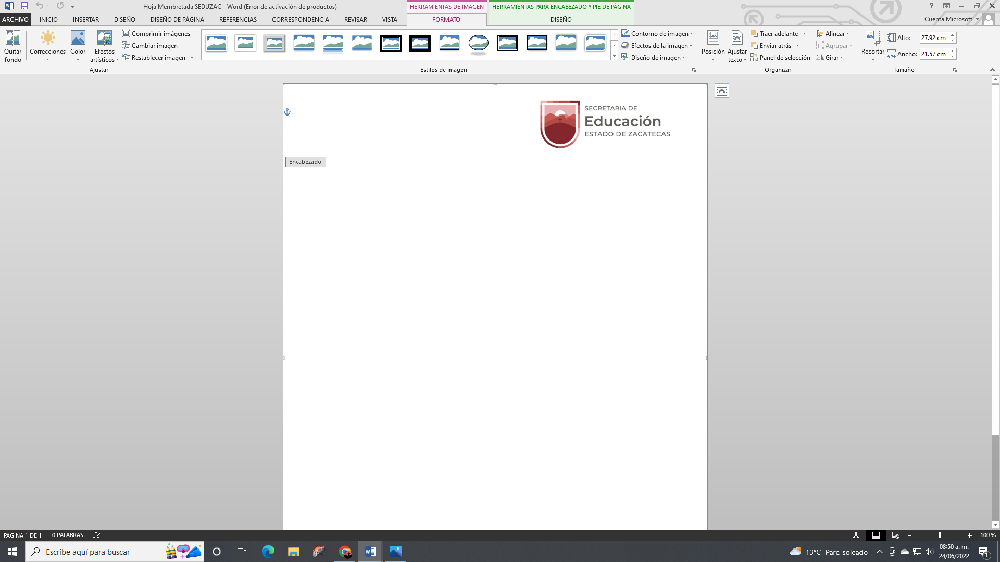 Hoja Membretada SEDUZAC - Word (Error de activación de productos)
HERRAMIENTAS DE IMAGEN
HERRAMIENTAS PARA ENCABEZADO Y PIE DE PÁGINA
?
ARCHIVO INICIO INSERTAR DISEÑO DISEÑO DE PÁGINA REFERENCIAS CORRESPONDENCIA REVISAR VISTA FORMATO DISEÑO Cuenta Microsoft
Quitar
fondo
Correcciones
Color
Efectos
artísticos
Comprimir imágenes
Cambiar imagen
Restablecer imagen
Ajustar
Estilos de imagen
Contorno de imagen
Efectos de la imagen
Diseño de imagen
Posición
Ajustar
texto
Traer adelante
Enviar atrás
Panel de selección
Alinear
Agrupar
Girar
Organizar
Recortar
Alto: 27.92 cm
Ancho: 21.57 cm
Tamaño
SECRETARÍA DE
Educación
ESTADO DE ZACATECAS
Encabezado
PÁGINA 1 DE 1 0 PALABRAS 100 %
Escribe aquí para buscar
13°C Parc. soleado
08:50 a. m.
24/06/2022
1